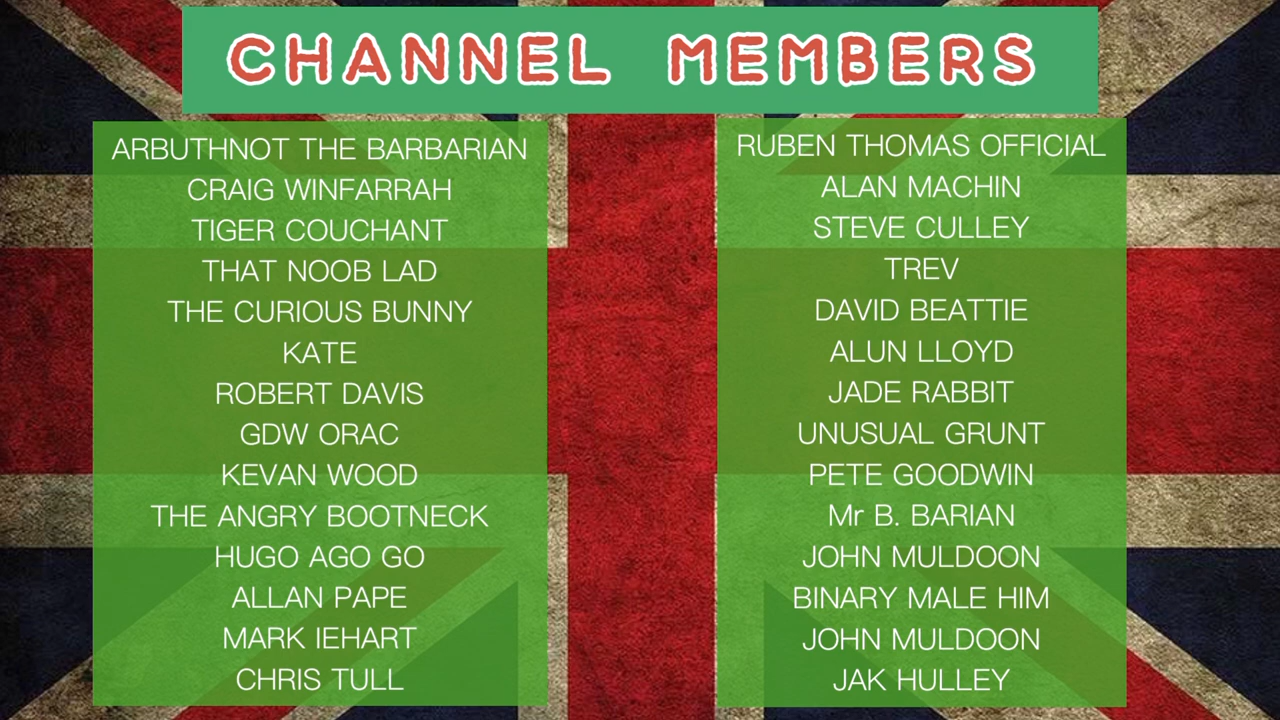 CHANNEL MEMBERS
ARBUTHNOT THE BARBARIAN
CRAIG WINFARRAH
TIGER COUCHANT
THAT NOOB LAD
THE CURIOUS BUNNY
KATE
ROBERT DAVIS
GDW ORAC
KEVAN WOOD
THE ANGRY BOOTNECK
HUGO AGO GO
ALLAN PAPE
MARK IEHART
CHRIS TULL
RUBEN THOMAS OFFICIAL
ALAN MACHIN
STEVE CULLEY
TREV
DAVID BEATTIE
ALUN LLOYD
JADE RABBIT
UNUSUAL GRUNT
PETE GOODWIN
Mr B. BARIAN
JOHN MULDOON
BINARY MALE HIM
JOHN MULDOON
JAK HULLEY